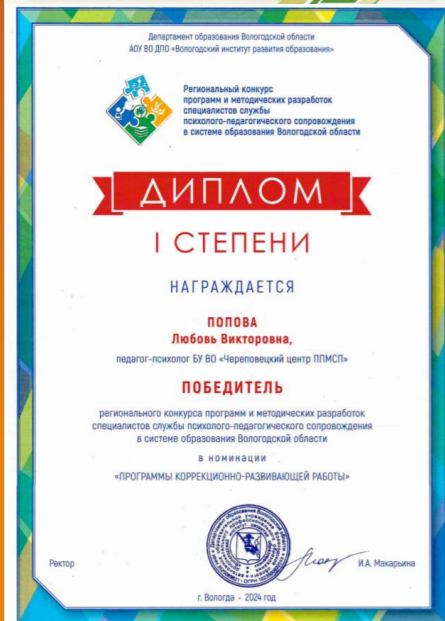 Департамент образования Вологодской области
АОУ ВО ДПО «Вологодский институт развития образования»
Региональный конкурс
программ и методических разработок
специалистов службы
психолого-педагогического сопровождения
в системе образования Вологодской области
ДИПЛОМ
I СТЕПЕНИ
НАГРАЖДАЕТСЯ
ПОПОВА
Любовь Викторовна,
педагог-психолог БУ ВО «Череповецкий центр ППМСП»
ПОБЕДИТЕЛЬ
регионального конкурса программ и методических разработок
специалистов службы психолого-педагогического сопровождения
в системе образования Вологодской области
в номинации
«ПРОГРАММЫ КОРРЕКЦИОННО-РАЗВИВАЮЩЕЙ РАБОТЫ»
Ректор
И.А. Макарьина
г. Вологда - 2024 год